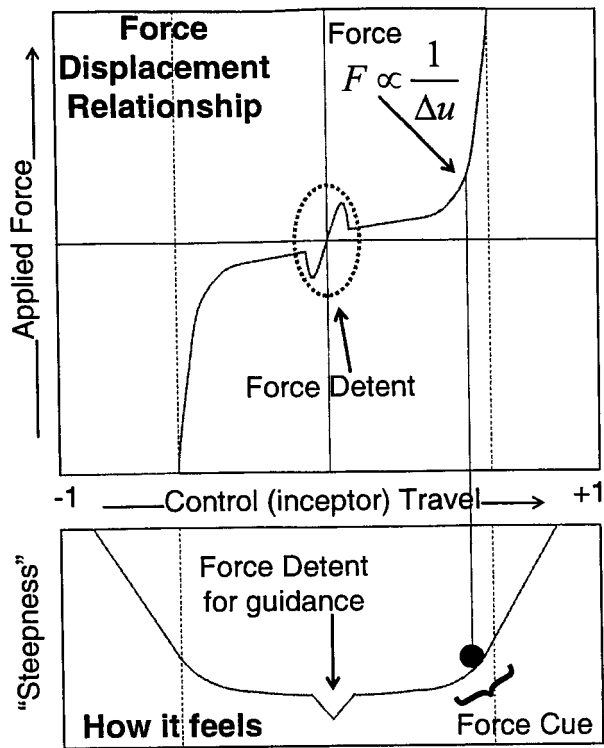 Force
Displacement
Relationship
Force
F ∝ 1/Δu
Applied Force
Force Detent
-1
Control (inceptor) Travel
+1
"Steepness"
Force Detent
for guidance
How it feels
Force Cue